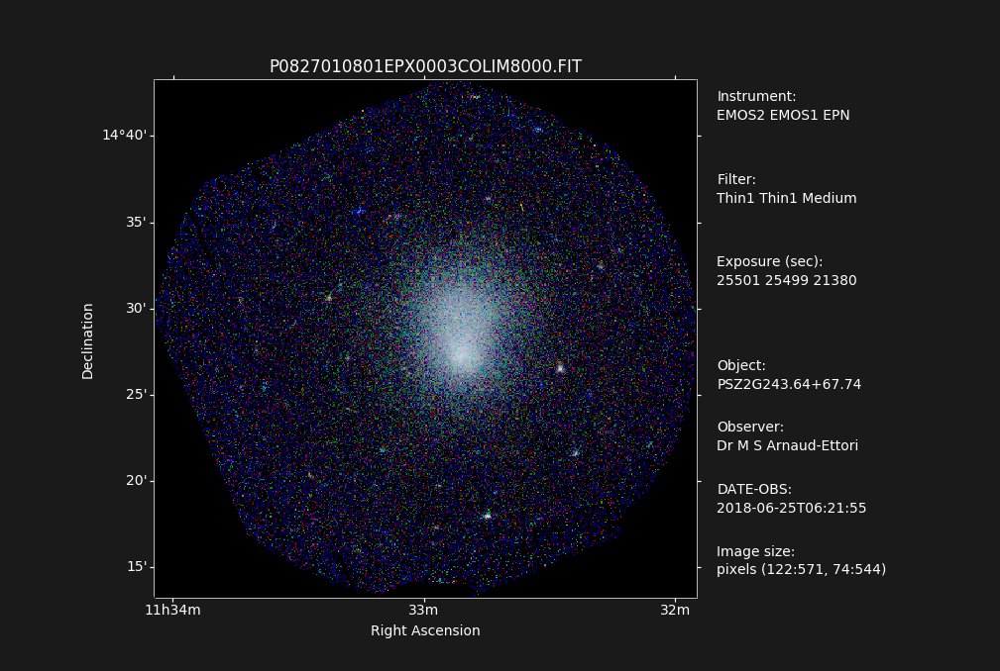 P0827010801EPX0003COLIM8000.FIT
Instrument:
EMOS2 EMOS1 EPN
Filter:
Thin1 Thin1 Medium
Exposure (sec):
25501 25499 21380
Object:
PSZ2G243.64+67.74
Observer:
Dr M S Arnaud-Ettori
DATE-OBS:
2018-06-25T06:21:55
Image size:
pixels (122:571, 74:544)
Declination
14°40'
35'
30'
25'
20'
15'
11h34m
33m
32m
Right Ascension